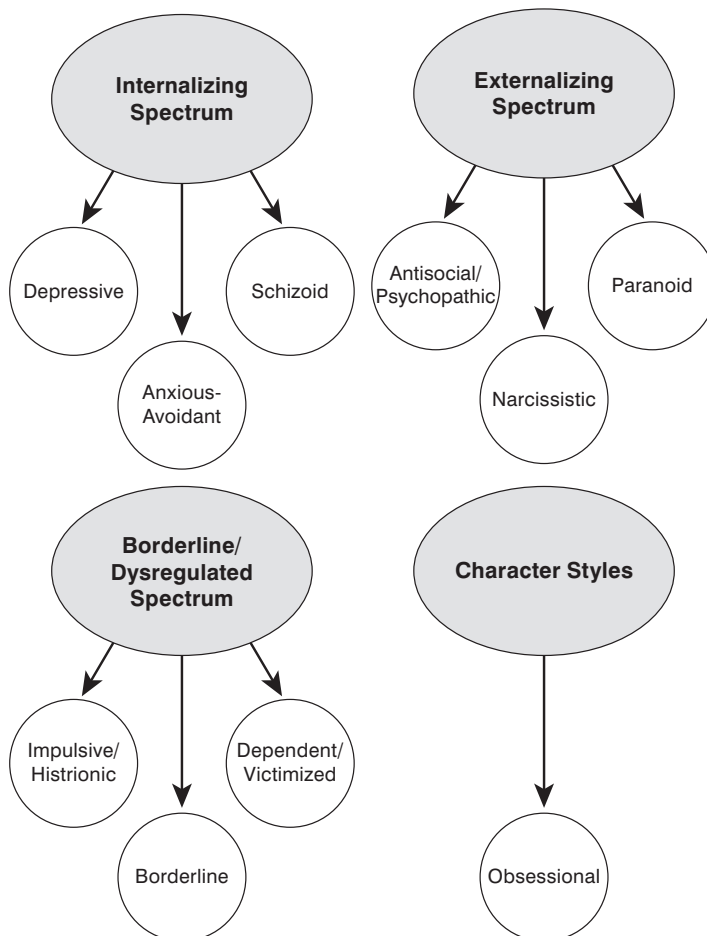 Internalizing
Spectrum
Depressive
Schizoid
Anxious-
Avoidant
Externalizing
Spectrum
Antisocial/
Psychopathic
Paranoid
Narcissistic
Borderline/
Dysregulated
Spectrum
Impulsive/
Histrionic
Dependent/
Victimized
Borderline
Character Styles
Obsessional